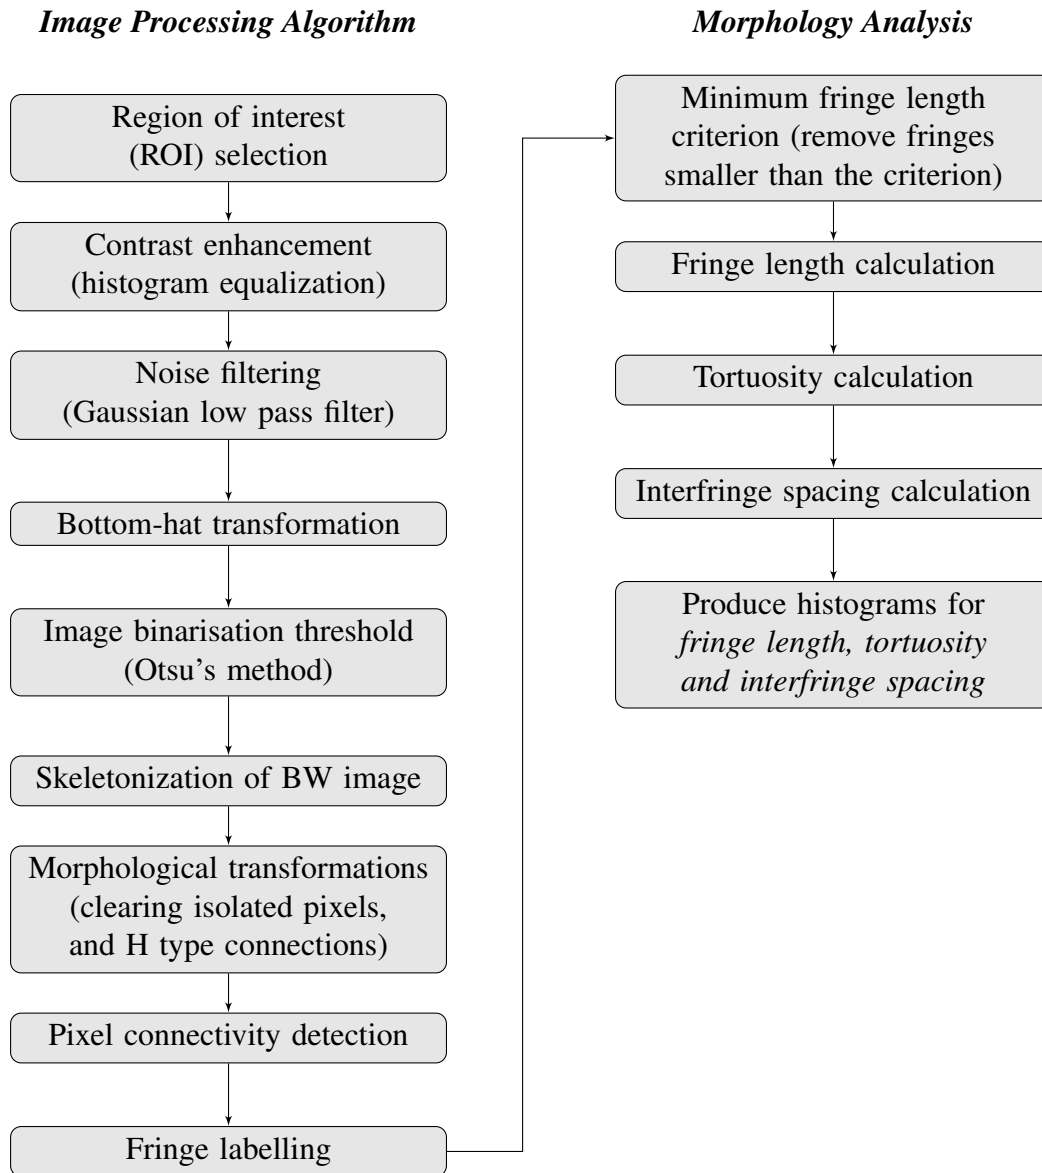 Image Processing Algorithm
Region of interest
(ROI) selection
Contrast enhancement
(histogram equalization)
Noise filtering
(Gaussian low pass filter)
Bottom-hat transformation
Image binarisation threshold
(Otsu's method)
Skeletonization of BW image
Morphological transformations
(clearing isolated pixels,
and H type connections)
Pixel connectivity detection
Fringe labelling
Morphology Analysis
Minimum fringe length
criterion (remove fringes
smaller than the criterion)
Fringe length calculation
Tortuosity calculation
Interfringe spacing calculation
Produce histograms for
fringe length, tortuosity
and interfringe spacing